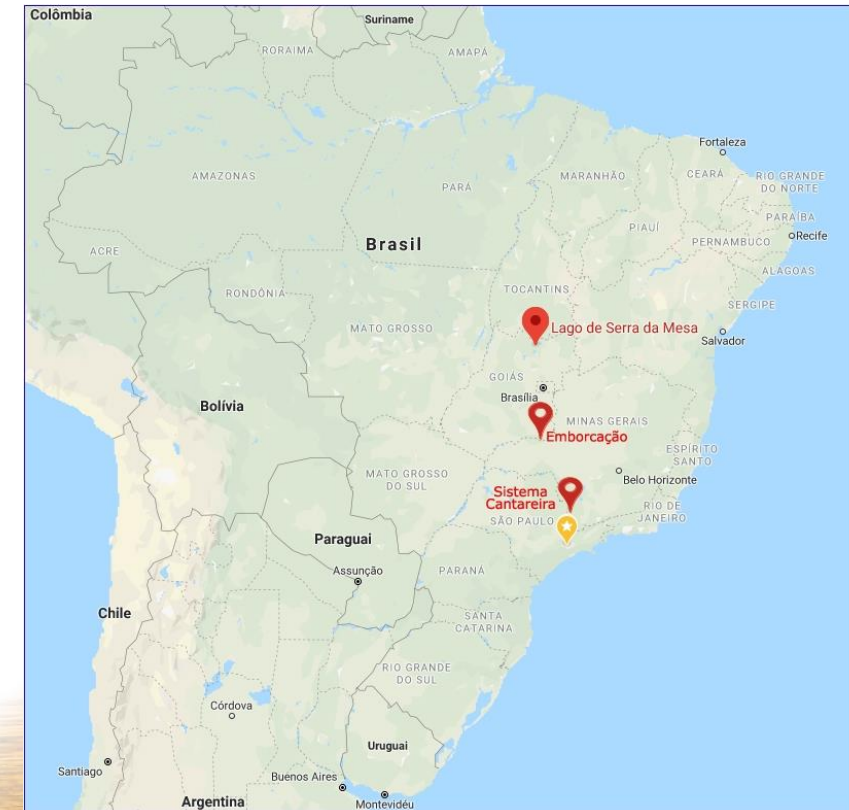 Colômbia
Suriname
RORAIMA
AMAPÁ
Fortaleza
AMAZONAS
PARÁ
MARANHÃO
CEARÁ
RIO GRANDE
DO NORTE
PARAÍBA
PIAUÍ
Recife
Brasil
PERNAMBUCO
ACRE
ALAGOAS
RONDÔNIA
TOCANTINS
SERGIPE
MATO GROSSO
Lago de Serra da Mesa
Salvador
GOIÁS
Brasília
Bolívia
MINAS GERAIS
Emborcação
ESPÍRITO
SANTO
MATO GROSSO
DO SUL
Belo Horizonte
Sistema
Cantareira
RIO DE
JANEIRO
SÃO PAULO
Paraguai
Assunção
PARANÁ
Chile
SANTA
CATARINA
RIO GRANDE
DO SUL
Córdova
Uruguai
Santiago
Buenos Aires
Argentina
Montevidéu